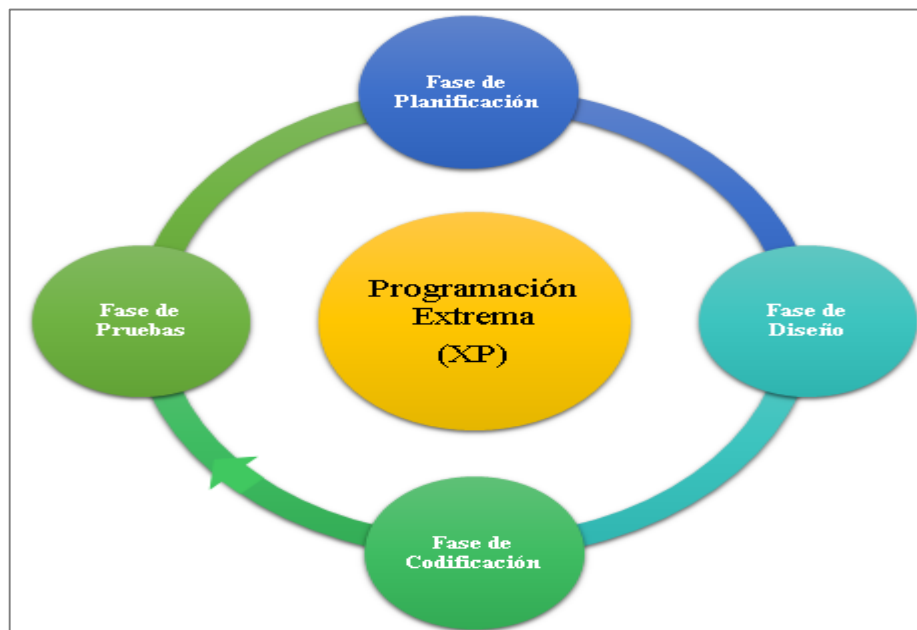 Fase de
Planificación
Fase de
Pruebas
Programación
Extrema
(XP)
Fase de
Diseño
Fase de
Codificación